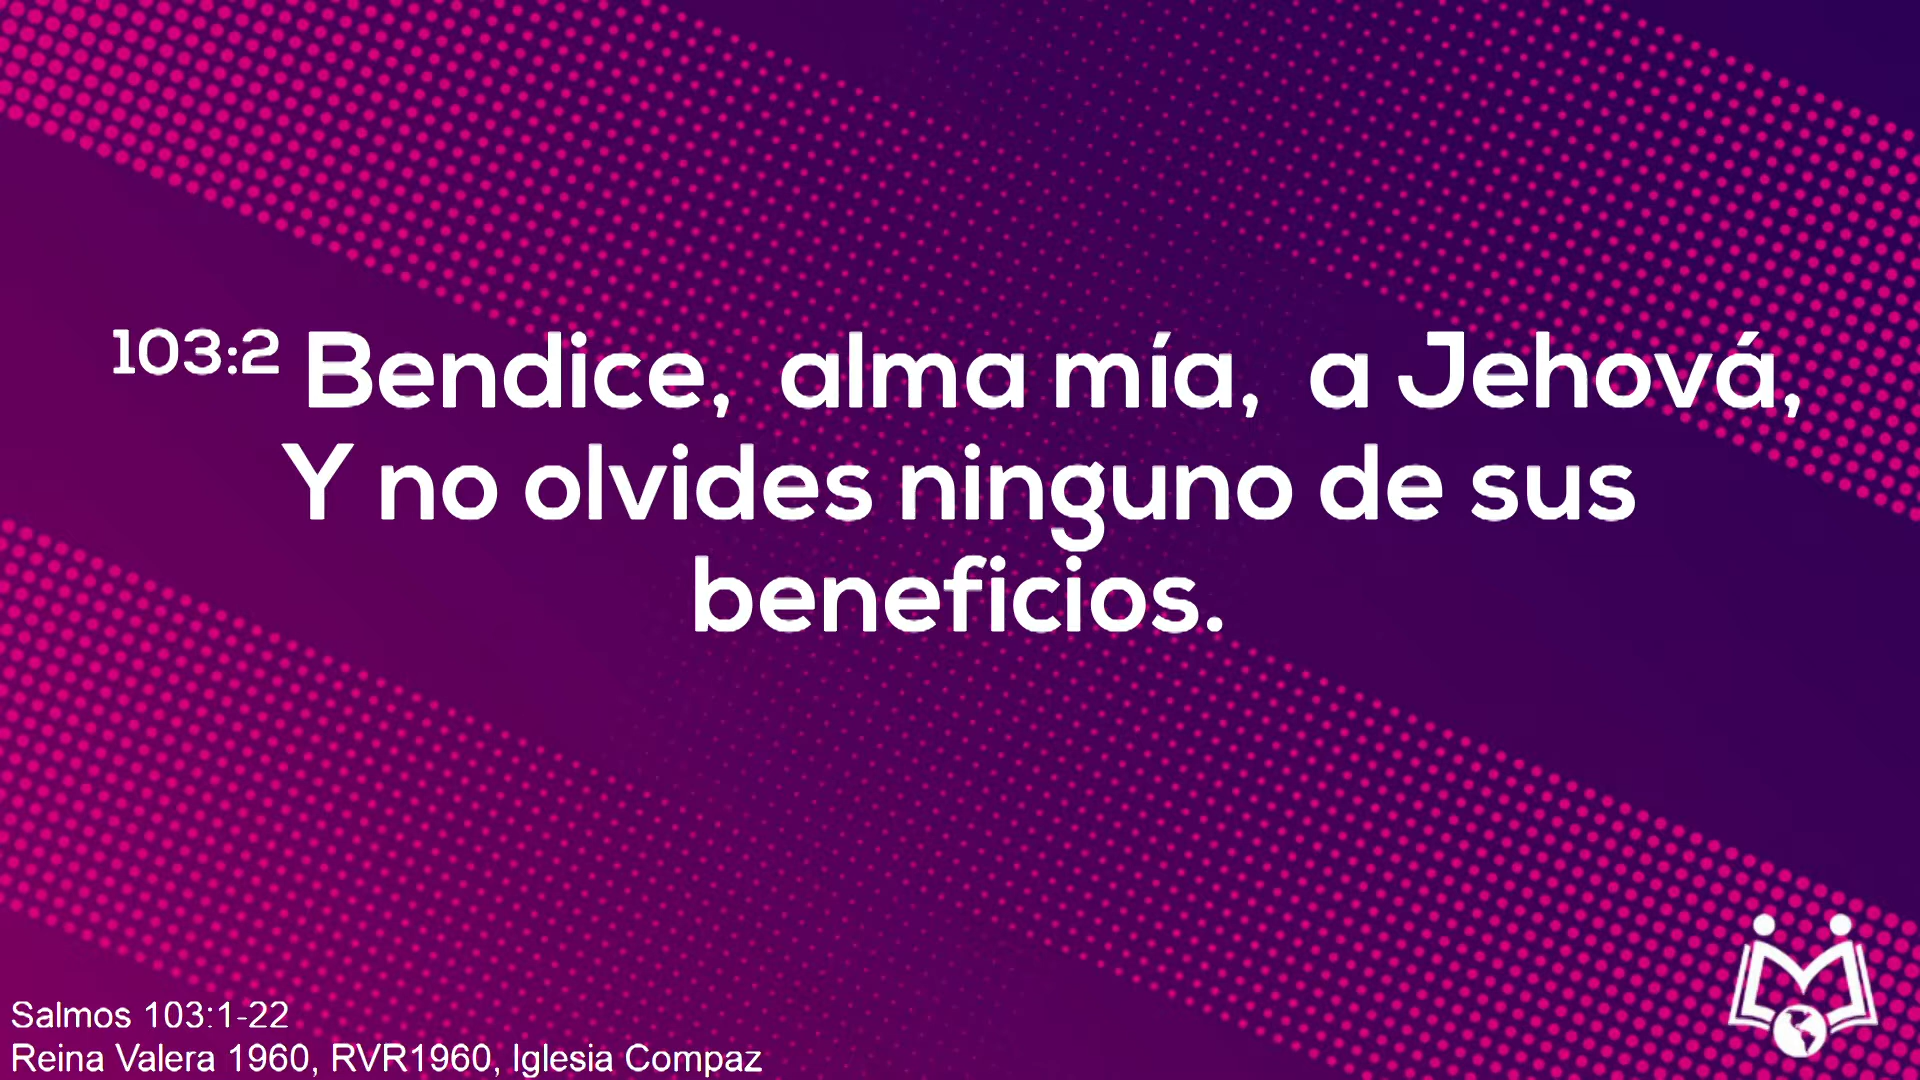 103:2 Bendice,  alma mía,  a Jehová,
Y no olvides ninguno de sus
beneficios.
Salmos 103:1-22
Reina Valera 1960, RVR1960, Iglesia Compaz